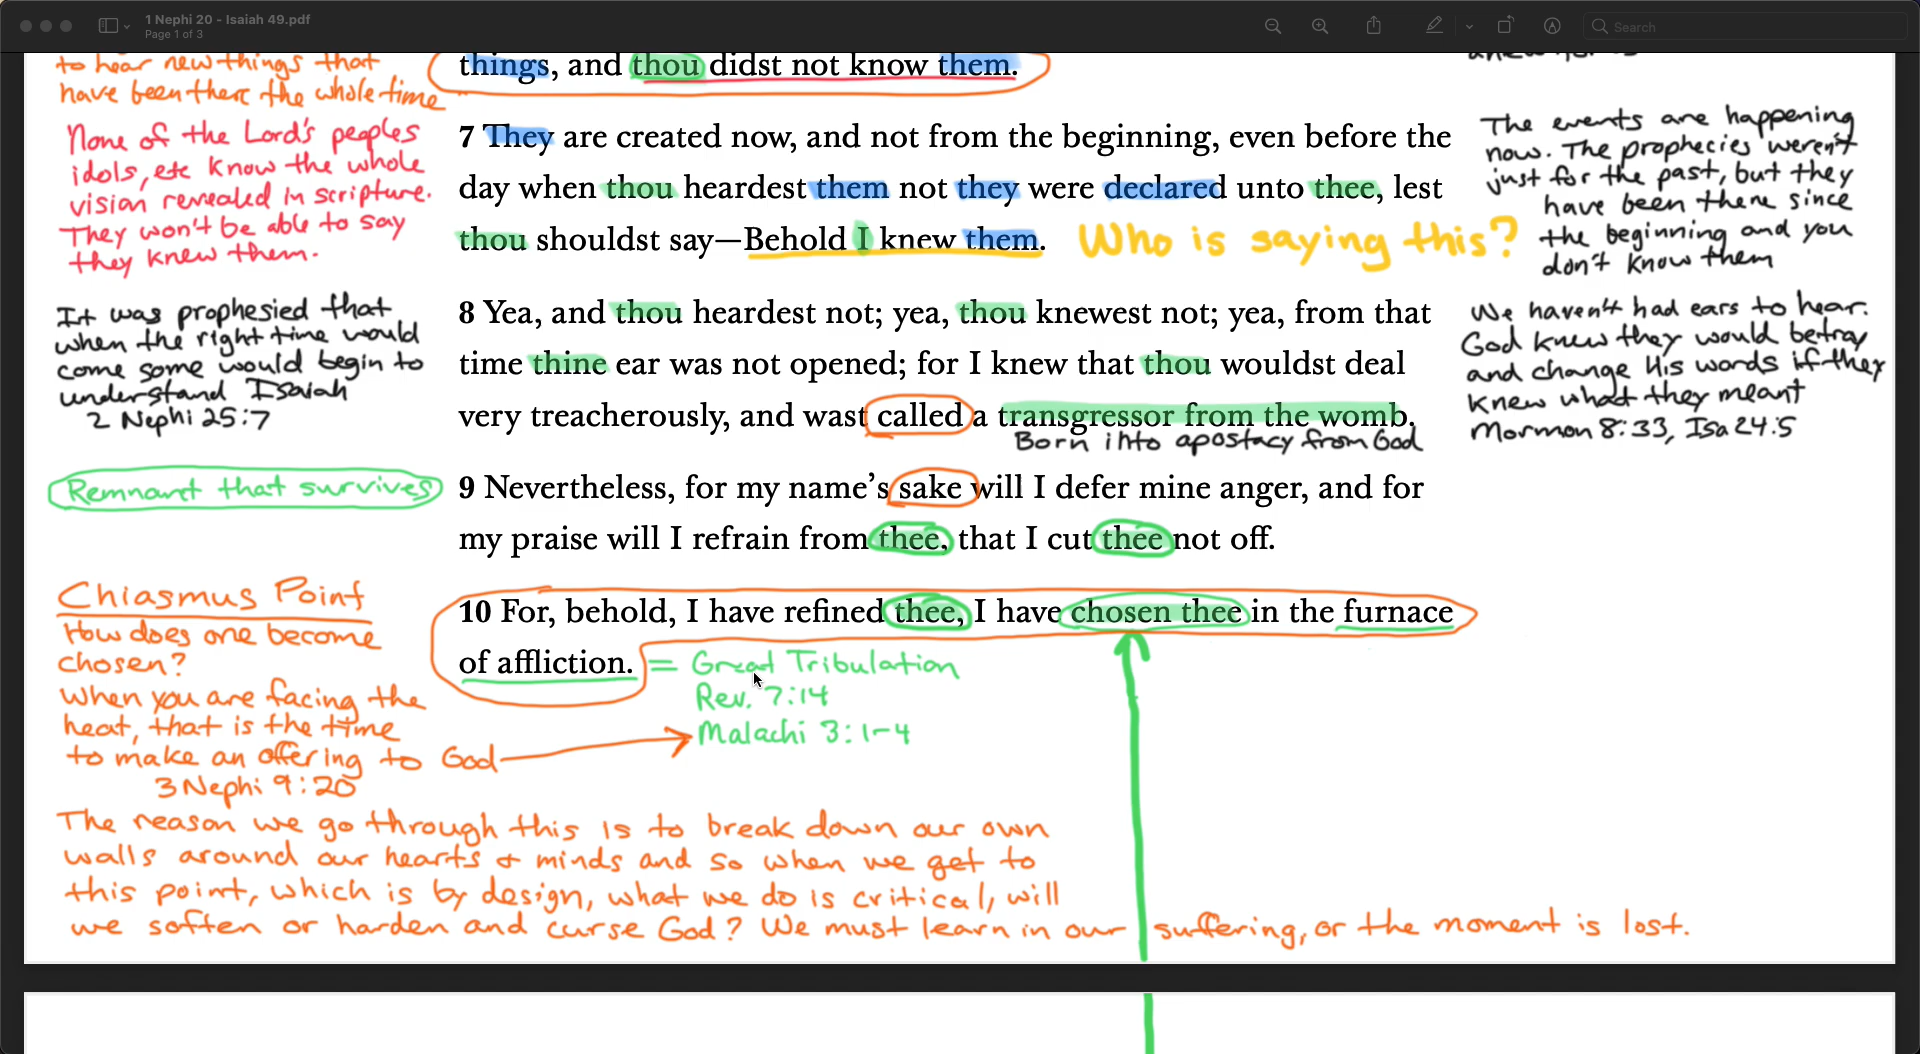 1 Nephi 20 - Isaiah 49.pdf
Page 1 of 3
Search
to hear new things that
have been there the whole time
things, and thou didst not know them.
None of the Lord's peoples
idols, etc know the whole
vision revealed in scripture.
They won't be able to say
they knew them.
7 They are created now, and not from the beginning, even before the
day when thou heardest them not they were declared unto thee, lest
thou shouldst say—Behold I knew them. Who is saying this?
The events are happening
now. The prophecies weren't
just for the past, but they
have been there since
the beginning and you
don't know them
It was prophesied that
when the right time would
come some would begin to
understand Isaiah
2 Nephi 25:7
8 Yea, and thou heardest not; yea, thou knewest not; yea, from that
time thine ear was not opened; for I knew that thou wouldst deal
very treacherously, and wast called a transgressor from the womb.
Born into apostacy from God
We haven't had ears to hear.
God knew they would betray
and change His words if they
knew what they meant
Mormon 8:33, Isa 24:5
Remnant that survives
9 Nevertheless, for my name's sake will I defer mine anger, and for
my praise will I refrain from thee, that I cut thee not off.
Chiasmus Point
How does one become
chosen?
When you are facing the
heat, that is the time
to make an offering to God
3 Nephi 9:20
10 For, behold, I have refined thee, I have chosen thee in the furnace
of affliction. = Great Tribulation
Rev. 7:14
Malachi 3:1-4
The reason we go through this is to break down our own
walls around our hearts & minds and so when we get to
this point, which is by design, what we do is critical, will
we soften or harden and curse God? We must learn in our suffering, or the moment is lost.